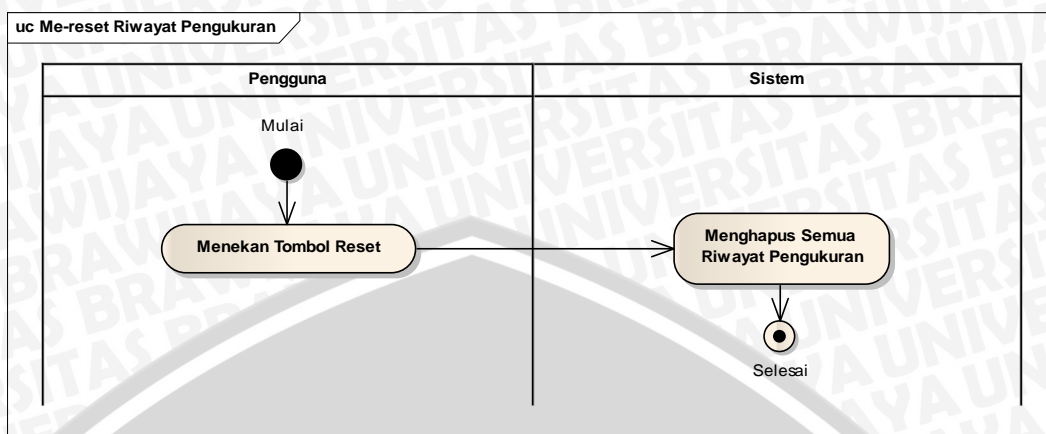 uc Me-reset Riwayat Pengukuran
Pengguna
Sistem
Mulai
Menekan Tombol Reset
Menghapus Semua
Riwayat Pengukuran
Selesai